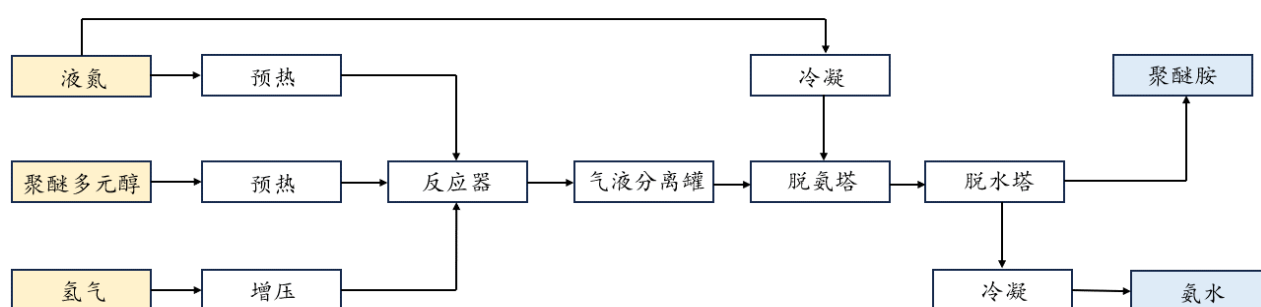 液氮
预热
冷凝
聚醚胺
聚醚多元醇
预热
反应器
气液分离罐
脱氨塔
脱水塔
氢气
增压
冷凝
氨水